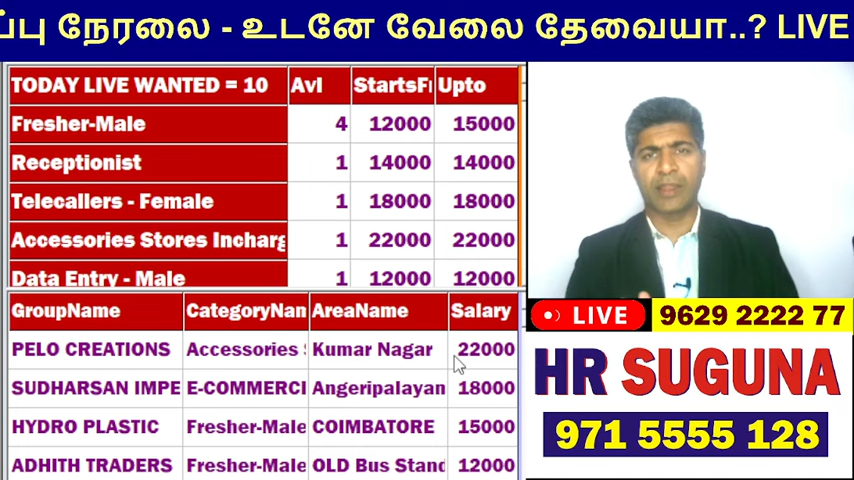 ப்பு நேரலை - உடனே வேலை தேவையா..? LIVE
TODAY LIVE WANTED = 10 Avl StartsFr Upto
Fresher-Male 4 12000 15000
Receptionist 1 14000 14000
Telecallers - Female 1 18000 18000
Accessories Stores Incharg 1 22000 22000
Data Entry - Male 1 12000 12000
GroupName CategoryNam AreaName Salary
PELO CREATIONS Accessories S Kumar Nagar 22000
SUDHARSAN IMPE E-COMMERCI Angeripalayan 18000
HYDRO PLASTIC Fresher-Male COIMBATORE 15000
ADHITH TRADERS Fresher-Male OLD Bus Stand 12000
LIVE 9629 2222 77
HR SUGUNA
971 5555 128